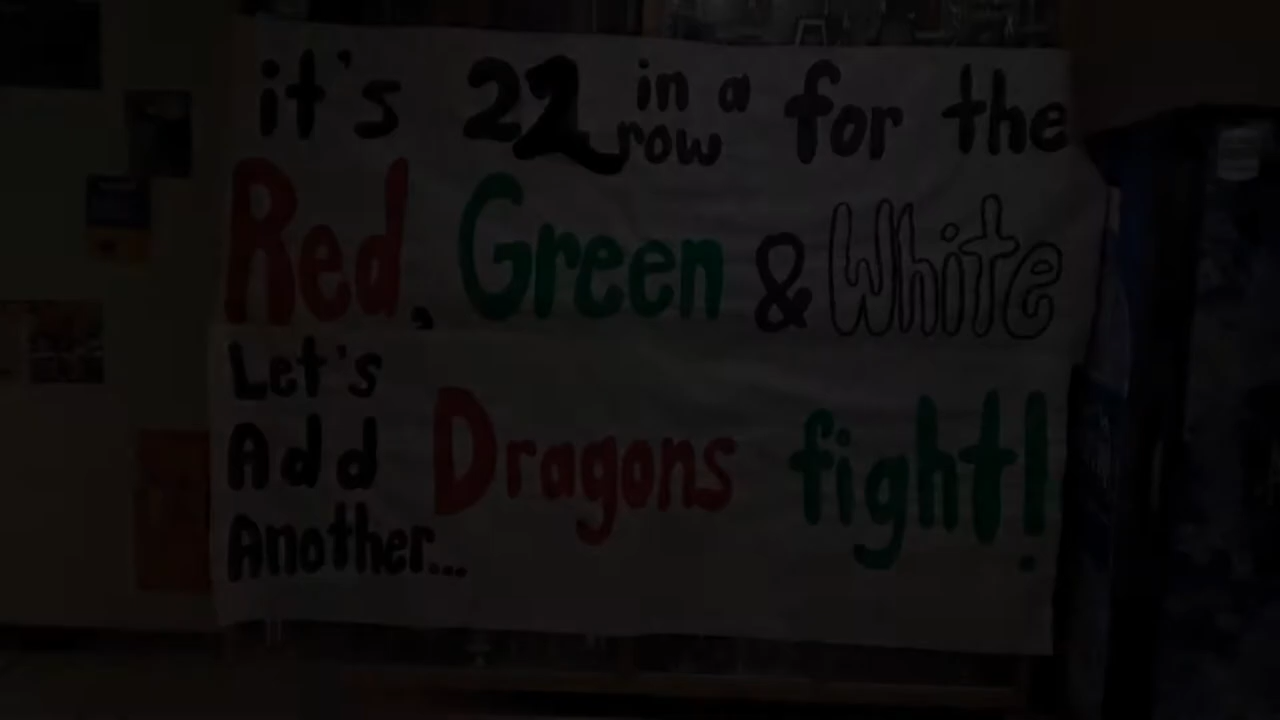 it's 22 in a row for the
Red, Green & White
Let's
Add
Another...
Dragons fight!